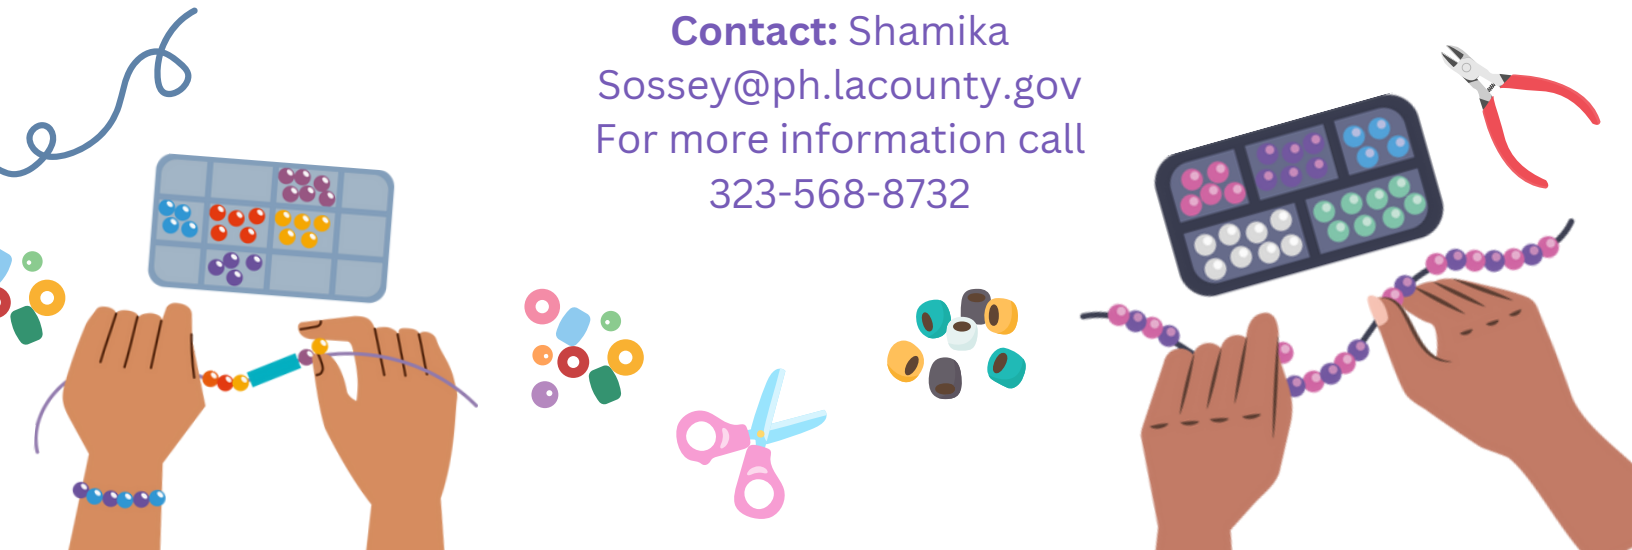 Contact: Shamika
Sossey@ph.lacounty.gov
For more information call
323-568-8732